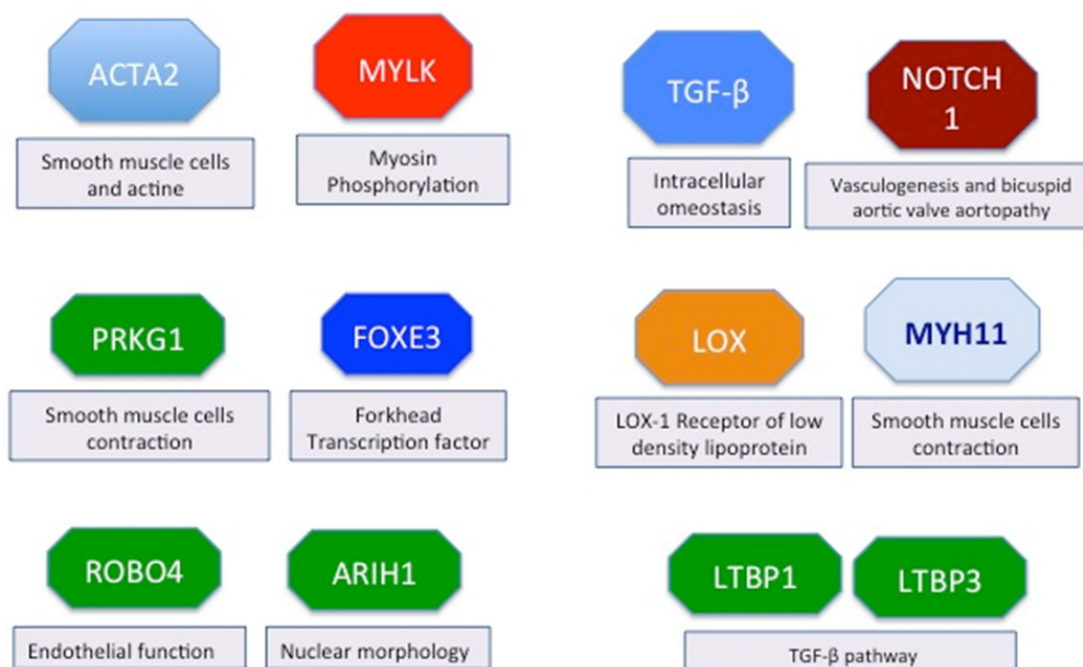 ACTA2
Smooth muscle cells
and actine
MYLK
Myosin
Phosphorylation
TGF-β
Intracellular
omeostasis
NOTCH
1
Vasculogenesis and bicuspid
aortic valve aortopathy
PRKG1
Smooth muscle cells
contraction
FOXE3
Forkhead
Transcription factor
LOX
LOX-1 Receptor of low
density lipoprotein
MYH11
Smooth muscle cells
contraction
ROBO4
Endothelial function
ARIH1
Nuclear morphology
LTBP1
LTBP3
TGF-β pathway